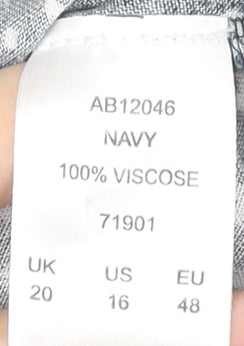 AB12046
NAVY
100% VISCOSE
71901
UK US EU
20 16 48